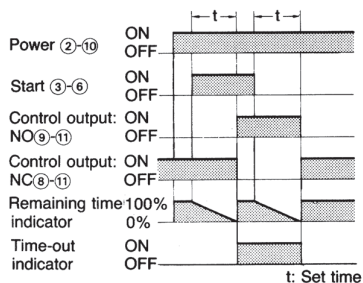 t t
Power ②-⑩ ON
OFF
Start ③-⑥ ON
OFF
Control output: ON
NO⑨-⑪ OFF
Control output: ON
NC⑧-⑪ OFF
Remaining time 100%
indicator 0%
Time-out ON
indicator OFF
t: Set time